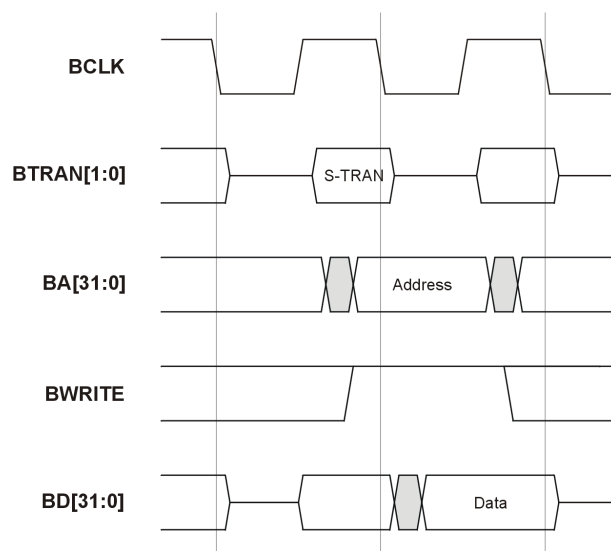 BCLK
BTRAN[1:0]
S-TRAN
BA[31:0]
Address
BWRITE
BD[31:0]
Data